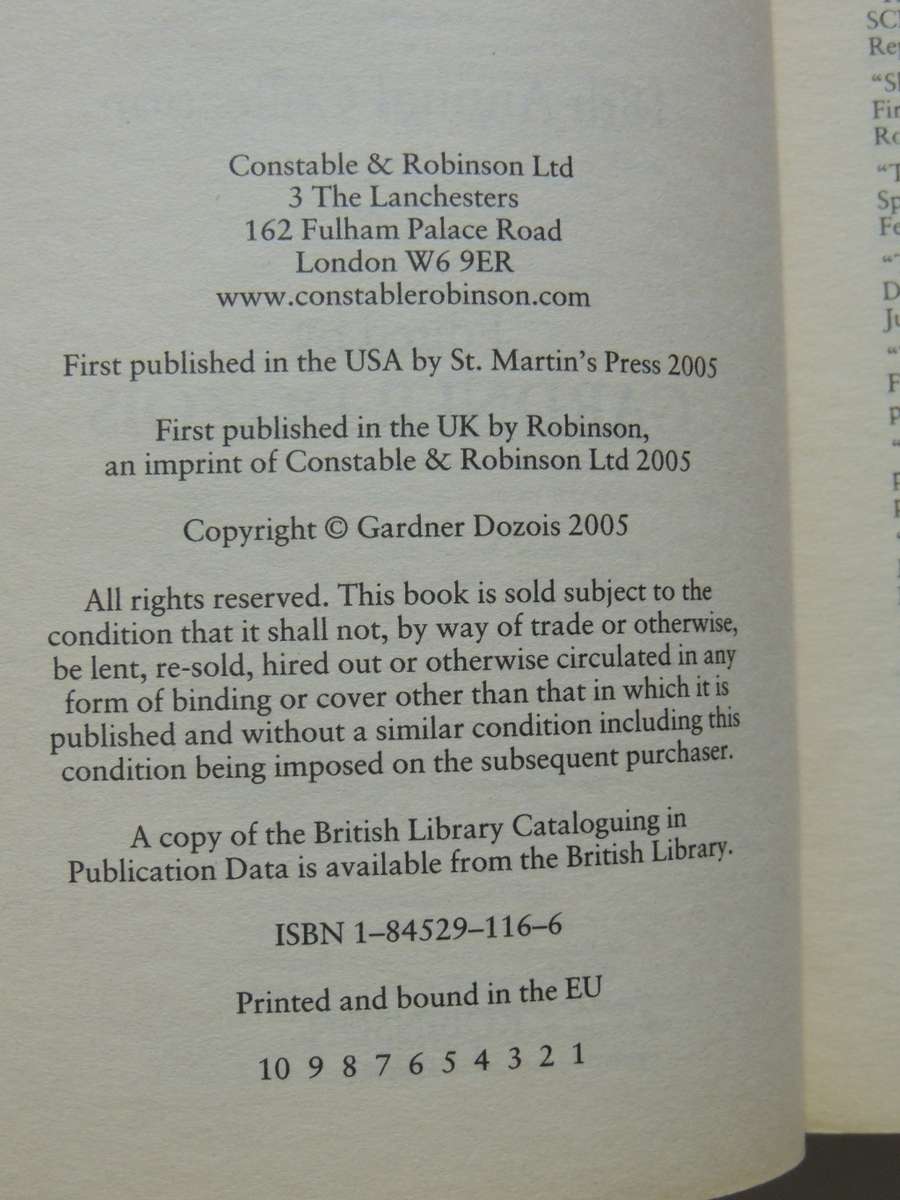 Constable & Robinson Ltd
3 The Lanchesters
162 Fulham Palace Road
London W6 9ER
www.constablerobinson.com
First published in the USA by St. Martin's Press 2005
First published in the UK by Robinson,
an imprint of Constable & Robinson Ltd 2005
Copyright © Gardner Dozois 2005
All rights reserved. This book is sold subject to the
condition that it shall not, by way of trade or otherwise,
be lent, re-sold, hired out or otherwise circulated in any
form of binding or cover other than that in which it is
published and without a similar condition including this
condition being imposed on the subsequent purchaser.
A copy of the British Library Cataloguing in
Publication Data is available from the British Library.
ISBN 1–84529–116–6
Printed and bound in the EU
10 9 8 7 6 5 4 3 2 1